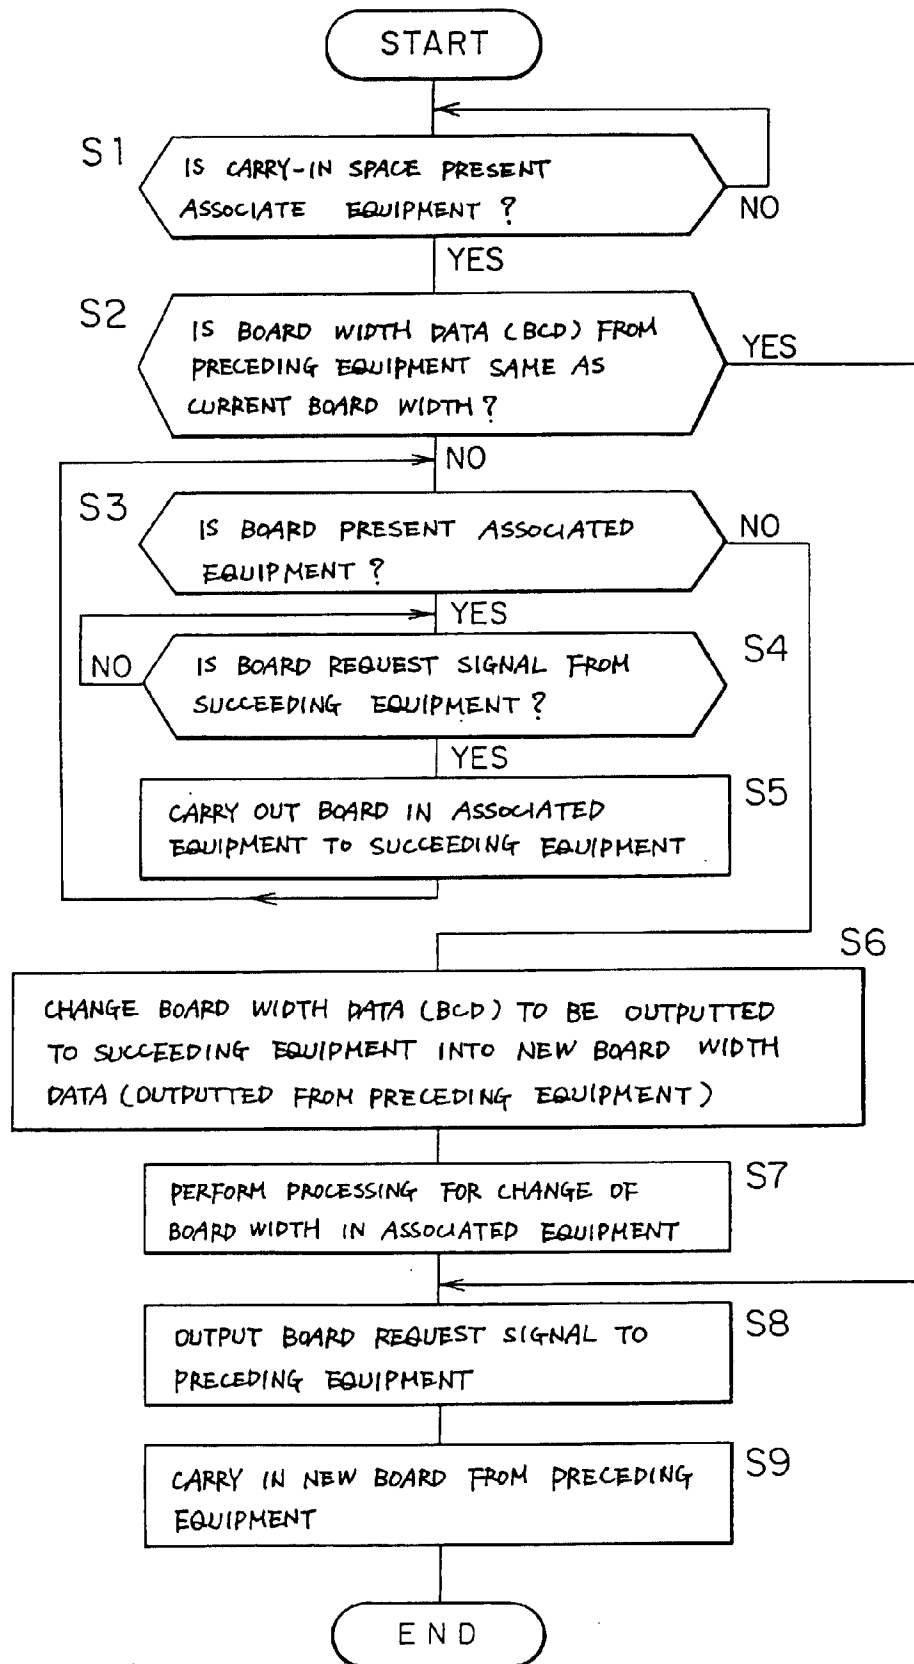 START
S1
IS CARRY-IN SPACE PRESENT
ASSOCIATE EQUIPMENT ?
NO
YES
S2
IS BOARD WIDTH DATA (BCD) FROM
PRECEDING EQUIPMENT SAME AS
CURRENT BOARD WIDTH ?
YES
NO
S3
IS BOARD PRESENT ASSOCIATED
EQUIPMENT ?
NO
YES
S4
IS BOARD REQUEST SIGNAL FROM
SUCCEEDING EQUIPMENT ?
NO
YES
S5
CARRY OUT BOARD IN ASSOCIATED
EQUIPMENT TO SUCCEEDING EQUIPMENT
S6
CHANGE BOARD WIDTH DATA (BCD) TO BE OUTPUTTED
TO SUCCEEDING EQUIPMENT INTO NEW BOARD WIDTH
DATA (OUTPUTTED FROM PRECEDING EQUIPMENT)
S7
PERFORM PROCESSING FOR CHANGE OF
BOARD WIDTH IN ASSOCIATED EQUIPMENT
S8
OUTPUT BOARD REQUEST SIGNAL TO
PRECEDING EQUIPMENT
S9
CARRY IN NEW BOARD FROM PRECEDING
EQUIPMENT
END